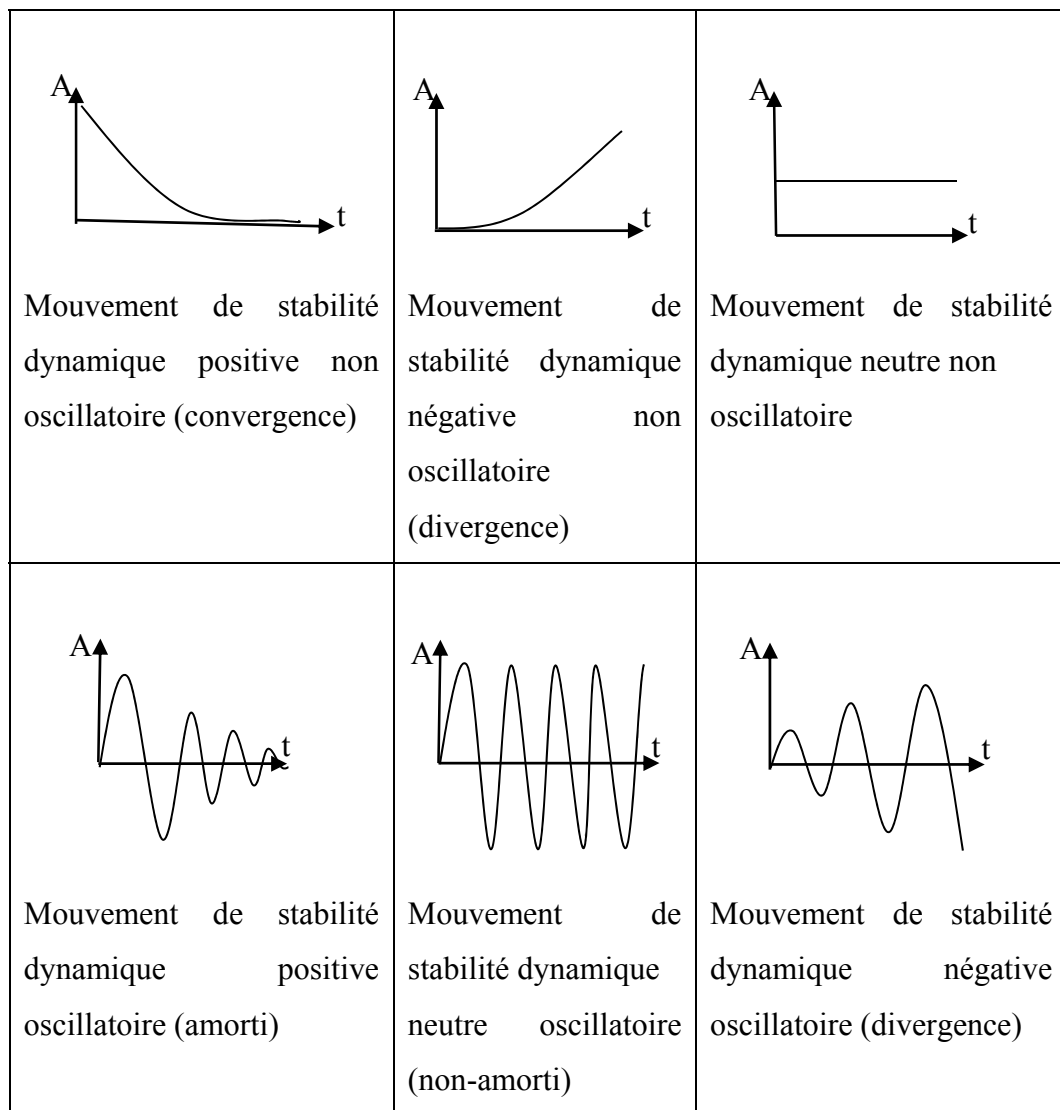 A
t
Mouvement de stabilité
dynamique positive non
oscillatoire (convergence)
A
t
Mouvement de
stabilité dynamique
négative non
oscillatoire
(divergence)
A
t
Mouvement de stabilité
dynamique neutre non
oscillatoire
A
t
Mouvement de stabilité
dynamique positive
oscillatoire (amorti)
A
t
Mouvement de
stabilité dynamique
neutre oscillatoire
(non-amorti)
A
t
Mouvement de stabilité
dynamique négative
oscillatoire (divergence)